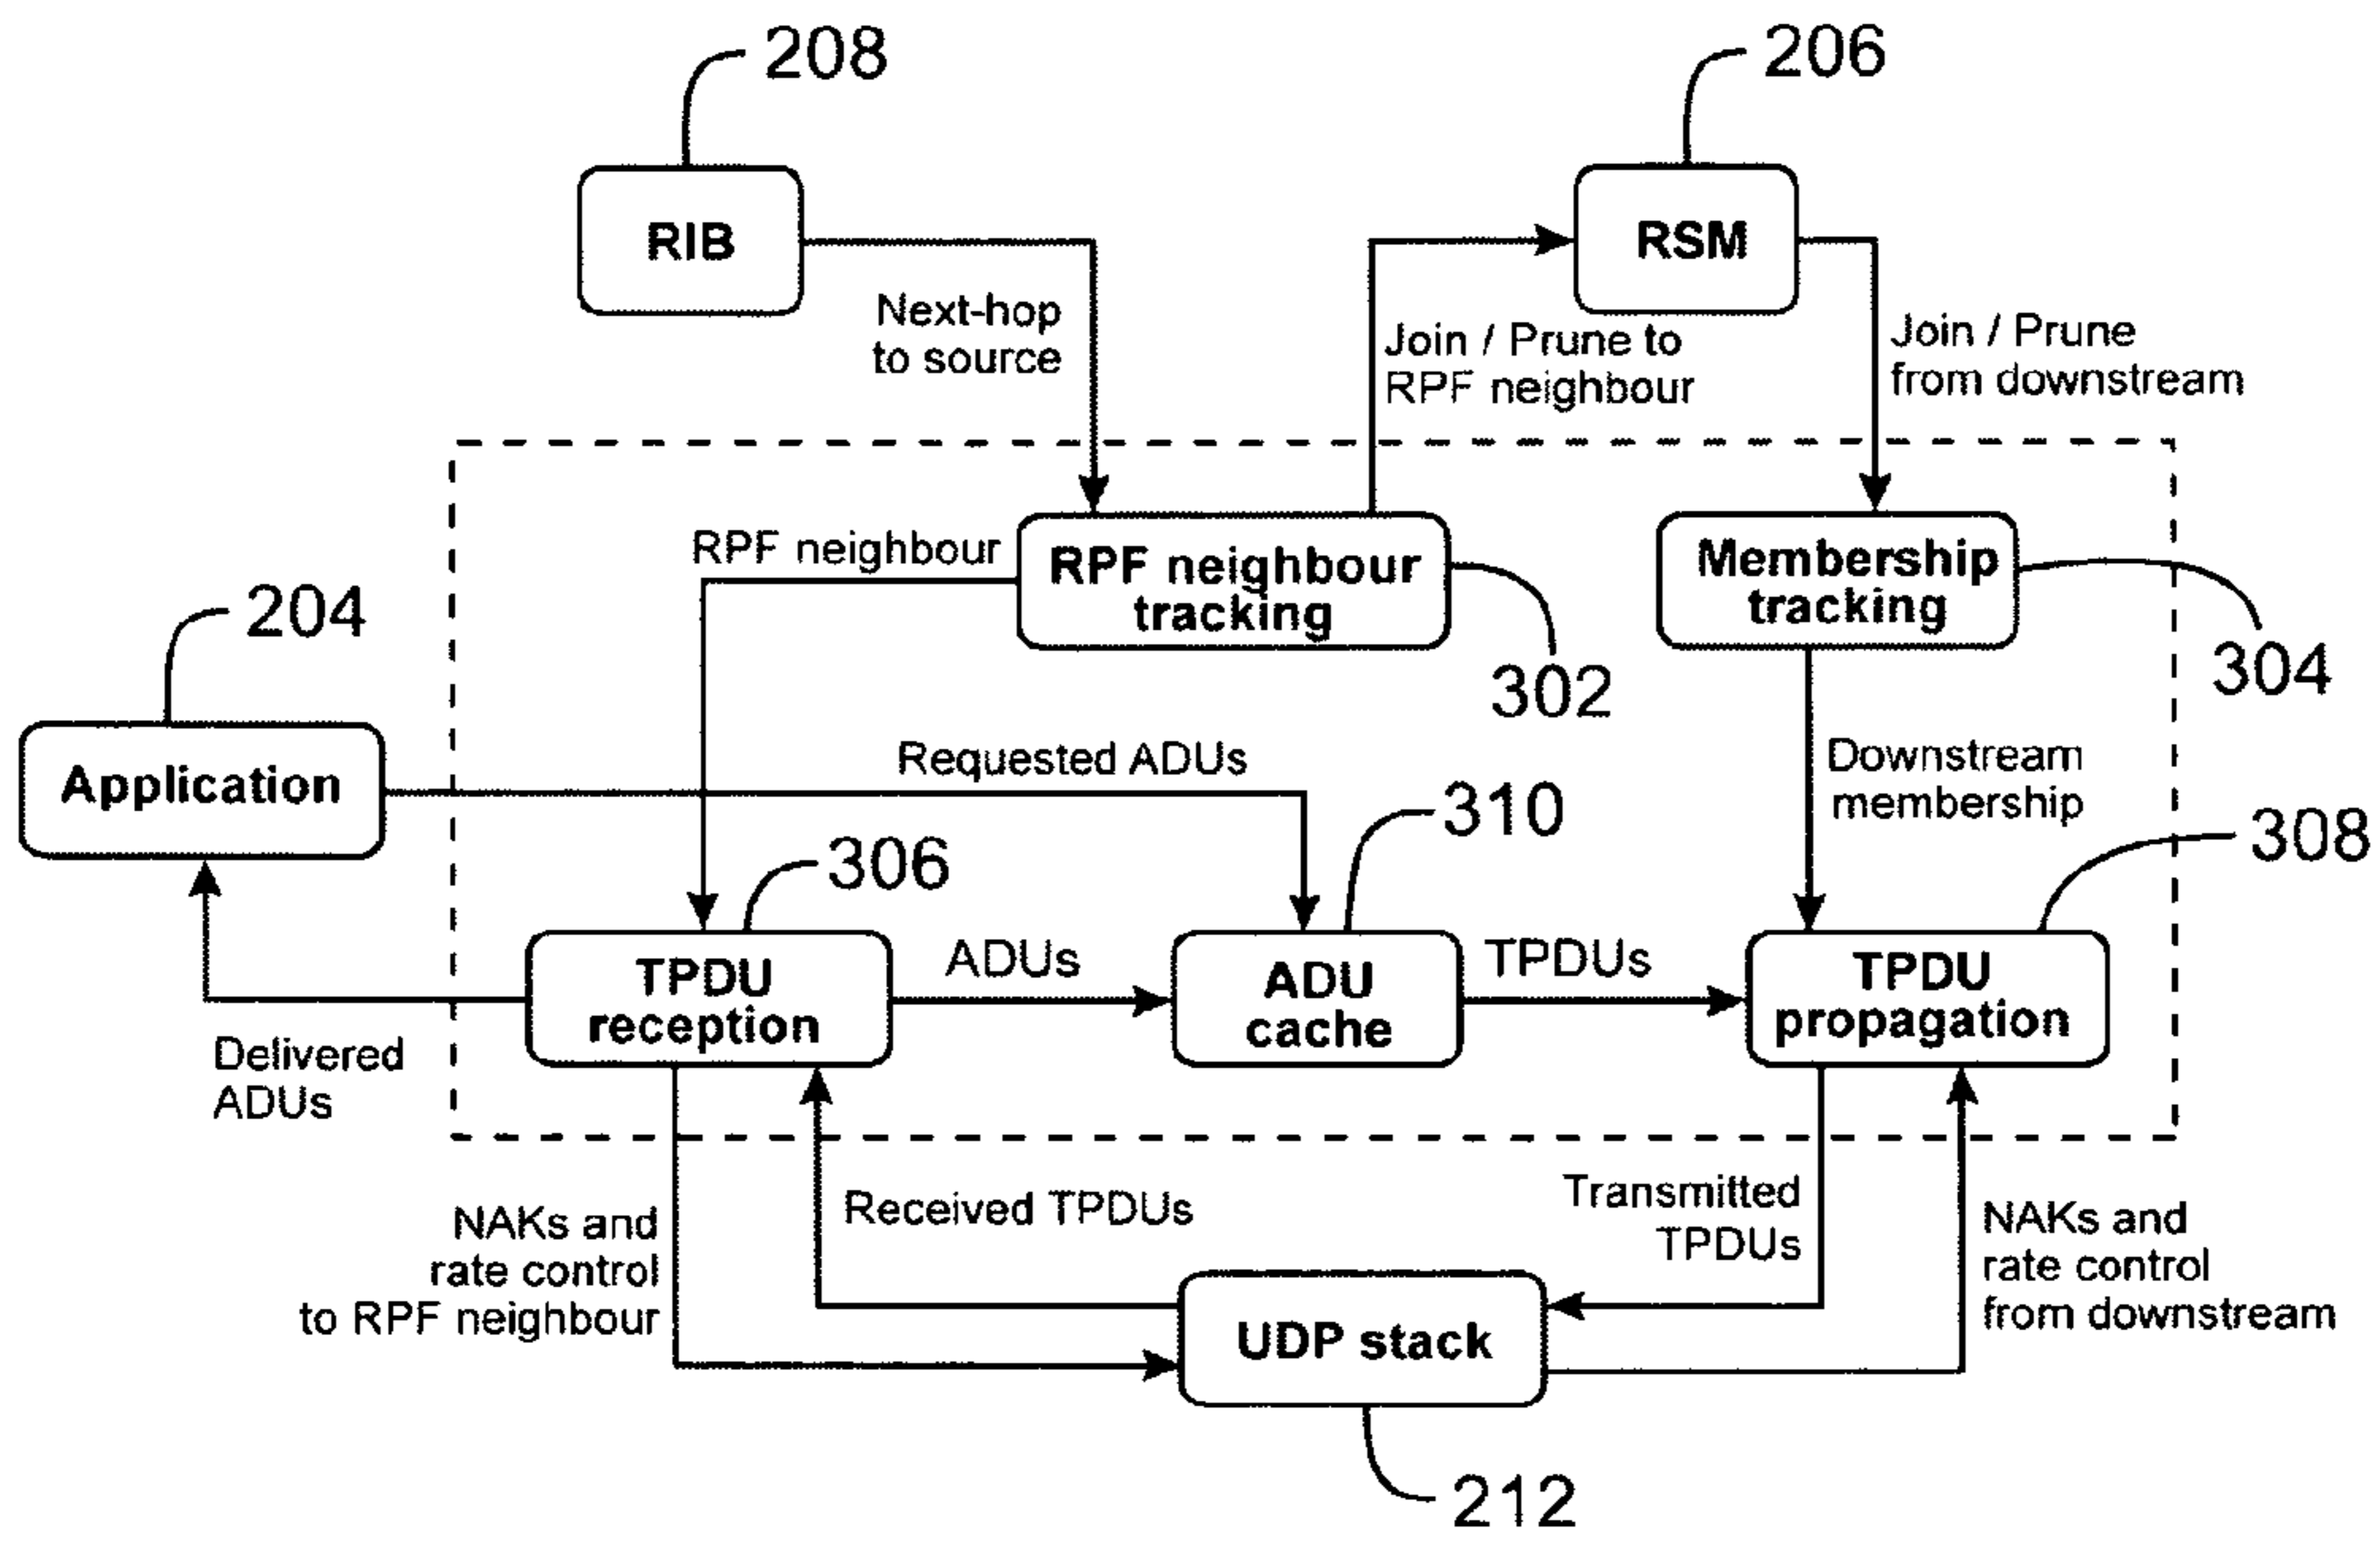 208
206
RIB
RSM
Next-hop
to source
Join / Prune to
RPF neighbour
Join / Prune
from downstream
RPF neighbour
RPF neighbour
tracking
Membership
tracking
204
302
304
Application
Requested ADUs
Downstream
membership
310
306
308
TPDU
reception
ADUs
ADU
cache
TPDUs
TPDU
propagation
Delivered
ADUs
NAKs and
rate control
to RPF neighbour
Received TPDUs
Transmitted
TPDUs
NAKs and
rate control
from downstream
UDP stack
212